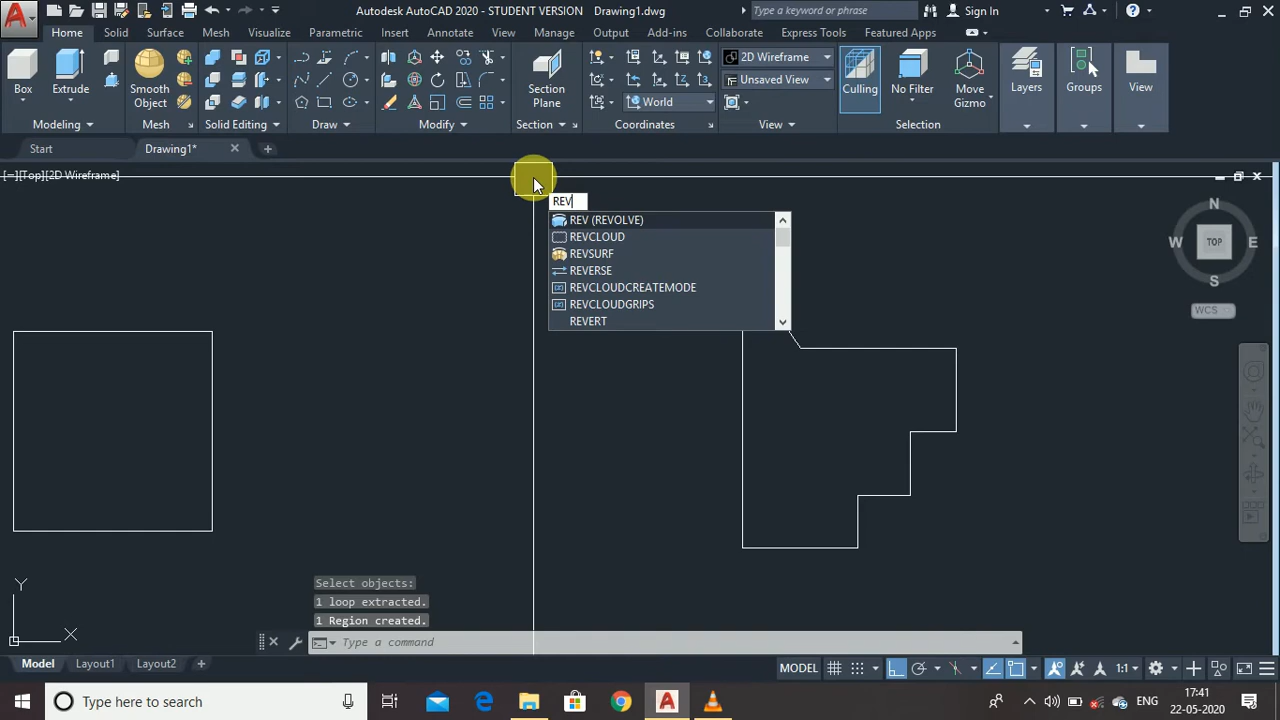 Autodesk AutoCAD 2020 - STUDENT VERSION Drawing1.dwg
Type a keyword or phrase
Sign In
Home Solid Surface Mesh Visualize Parametric Insert Annotate View Manage Output Add-ins Collaborate Express Tools Featured Apps
Box
Extrude
Smooth Object
Section Plane
2D Wireframe
Unsaved View
World
Culling
No Filter
Move Gizmo
Layers
Groups
View
Modeling Mesh Solid Editing Draw Modify Section Coordinates View Selection
Start Drawing1*
[−][Top][2D Wireframe]
REV
REV (REVOLVE)
REVCLOUD
REVSURF
REVERSE
REVCLOUDCREATEMODE
REVCLOUDGRIPS
REVERT
N
W TOP E
S
WCS
Y
X
Select objects:
1 loop extracted.
1 Region created.
Type a command
Model Layout1 Layout2
MODEL 1:1
Type here to search
ENG
17:41
22-05-2020